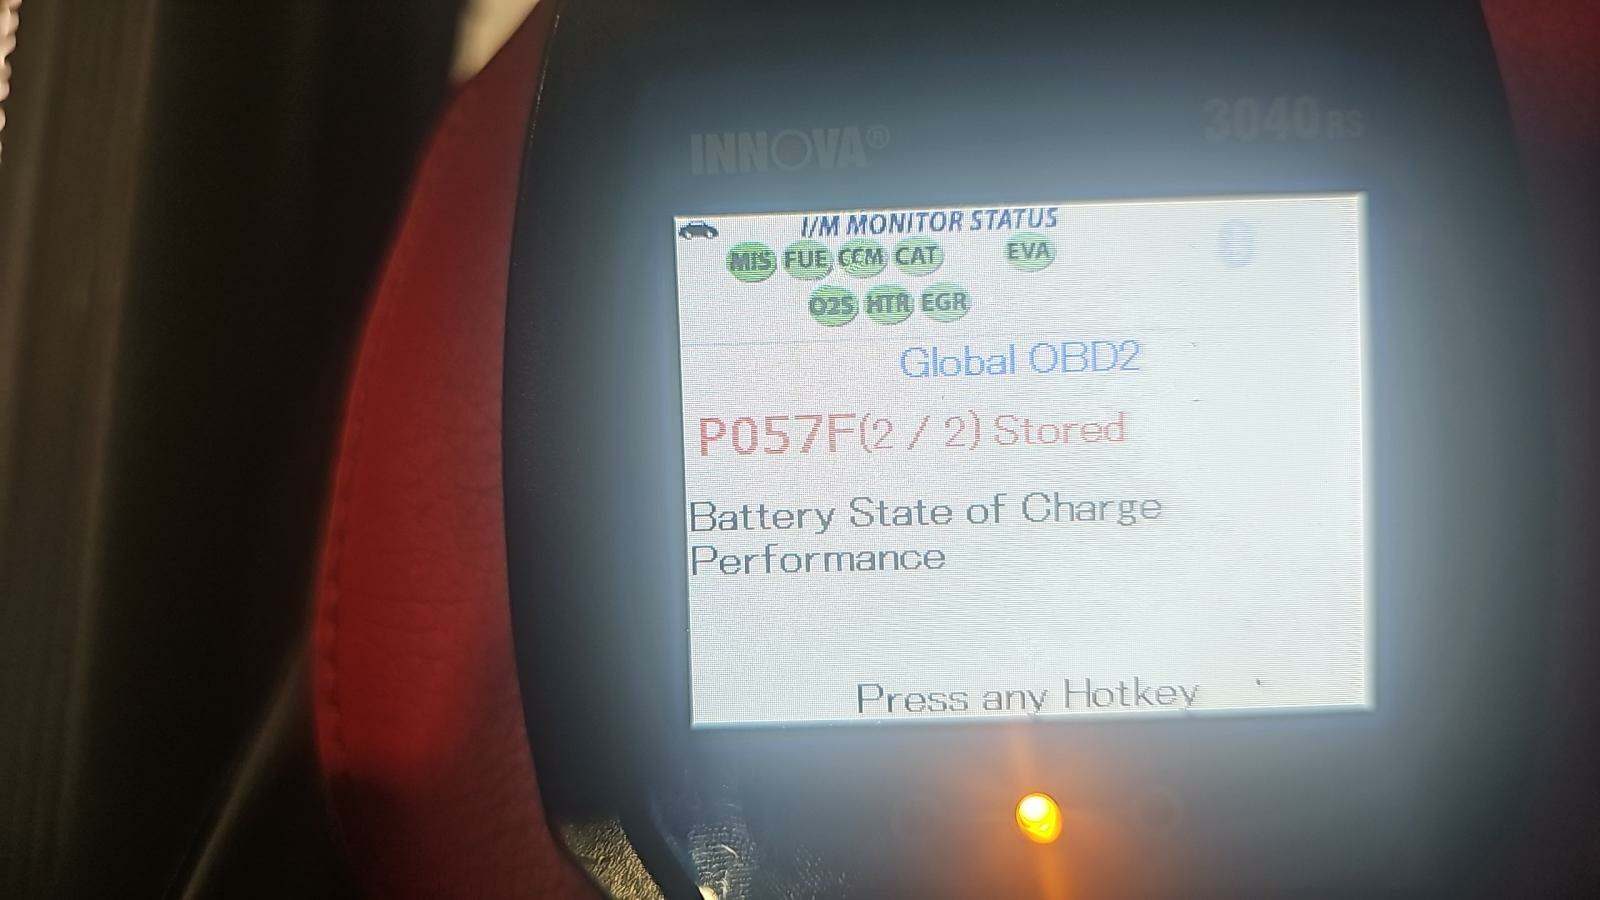 INNOVA®
3040RS
I/M MONITOR STATUS
MIS FUE CCM CAT EVA
O2S HTR EGR
Global OBD2
P057F(2 / 2) Stored
Battery State of Charge
Performance
Press any Hotkey